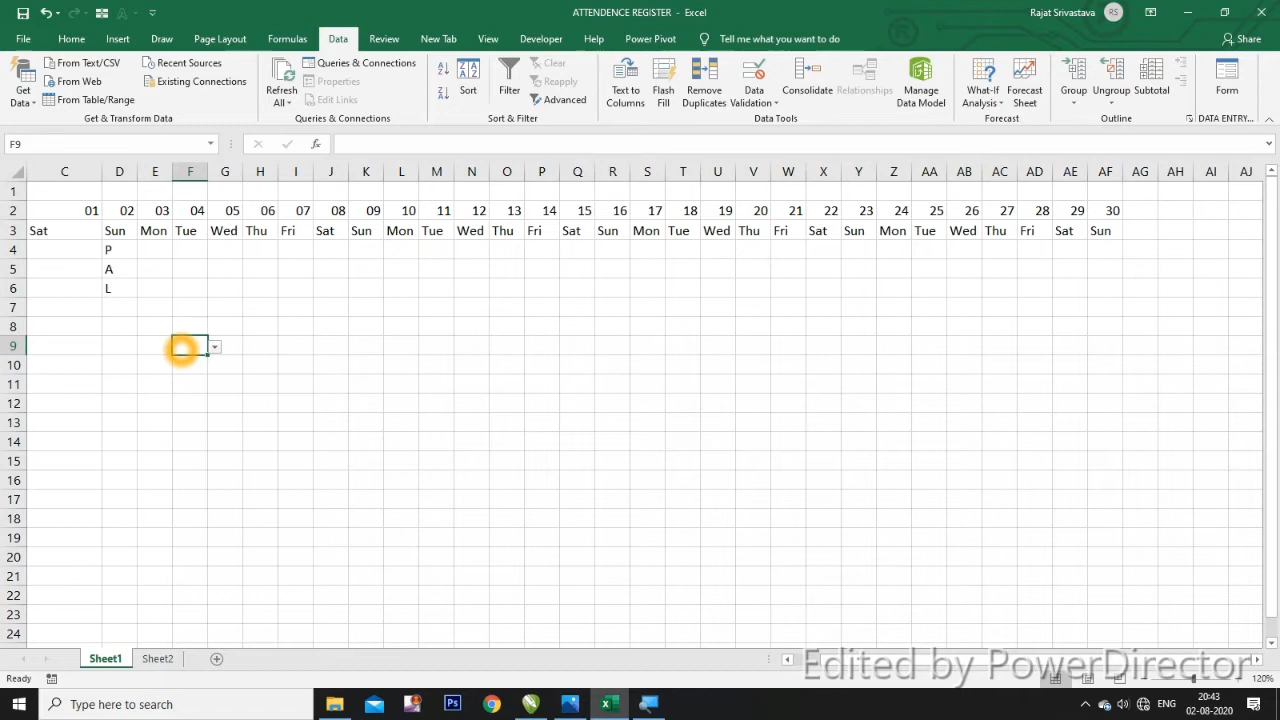 ATTENDENCE REGISTER - Excel
Rajat Srivastava RS
File Home Insert Draw Page Layout Formulas Data Review New Tab View Developer Help Power Pivot Tell me what you want to do Share
Get Data
From Text/CSV
From Web
From Table/Range
Recent Sources
Existing Connections
Get & Transform Data
Refresh All
Queries & Connections
Properties
Edit Links
Queries & Connections
Sort
Filter
Clear
Reapply
Advanced
Sort & Filter
Text to Columns
Flash Fill
Remove Duplicates
Data Validation
Consolidate
Relationships
Manage Data Model
Data Tools
What-If Analysis
Forecast Sheet
Forecast
Group
Ungroup
Subtotal
Outline
Form
DATA ENTRY...
F9 fx
C D E F G H I J K L M N O P Q R S T U V W X Y Z AA AB AC AD AE AF AG AH AI AJ
1
2 01 02 03 04 05 06 07 08 09 10 11 12 13 14 15 16 17 18 19 20 21 22 23 24 25 26 27 28 29 30
3 Sat Sun Mon Tue Wed Thu Fri Sat Sun Mon Tue Wed Thu Fri Sat Sun Mon Tue Wed Thu Fri Sat Sun Mon Tue Wed Thu Fri Sat Sun
4 P
5 A
6 L
7
8
9
10
11
12
13
14
15
16
17
18
19
20
21
22
23
24
Sheet1 Sheet2
Edited by PowerDirector
Ready 120%
Type here to search
ENG
20:43
02-08-2020